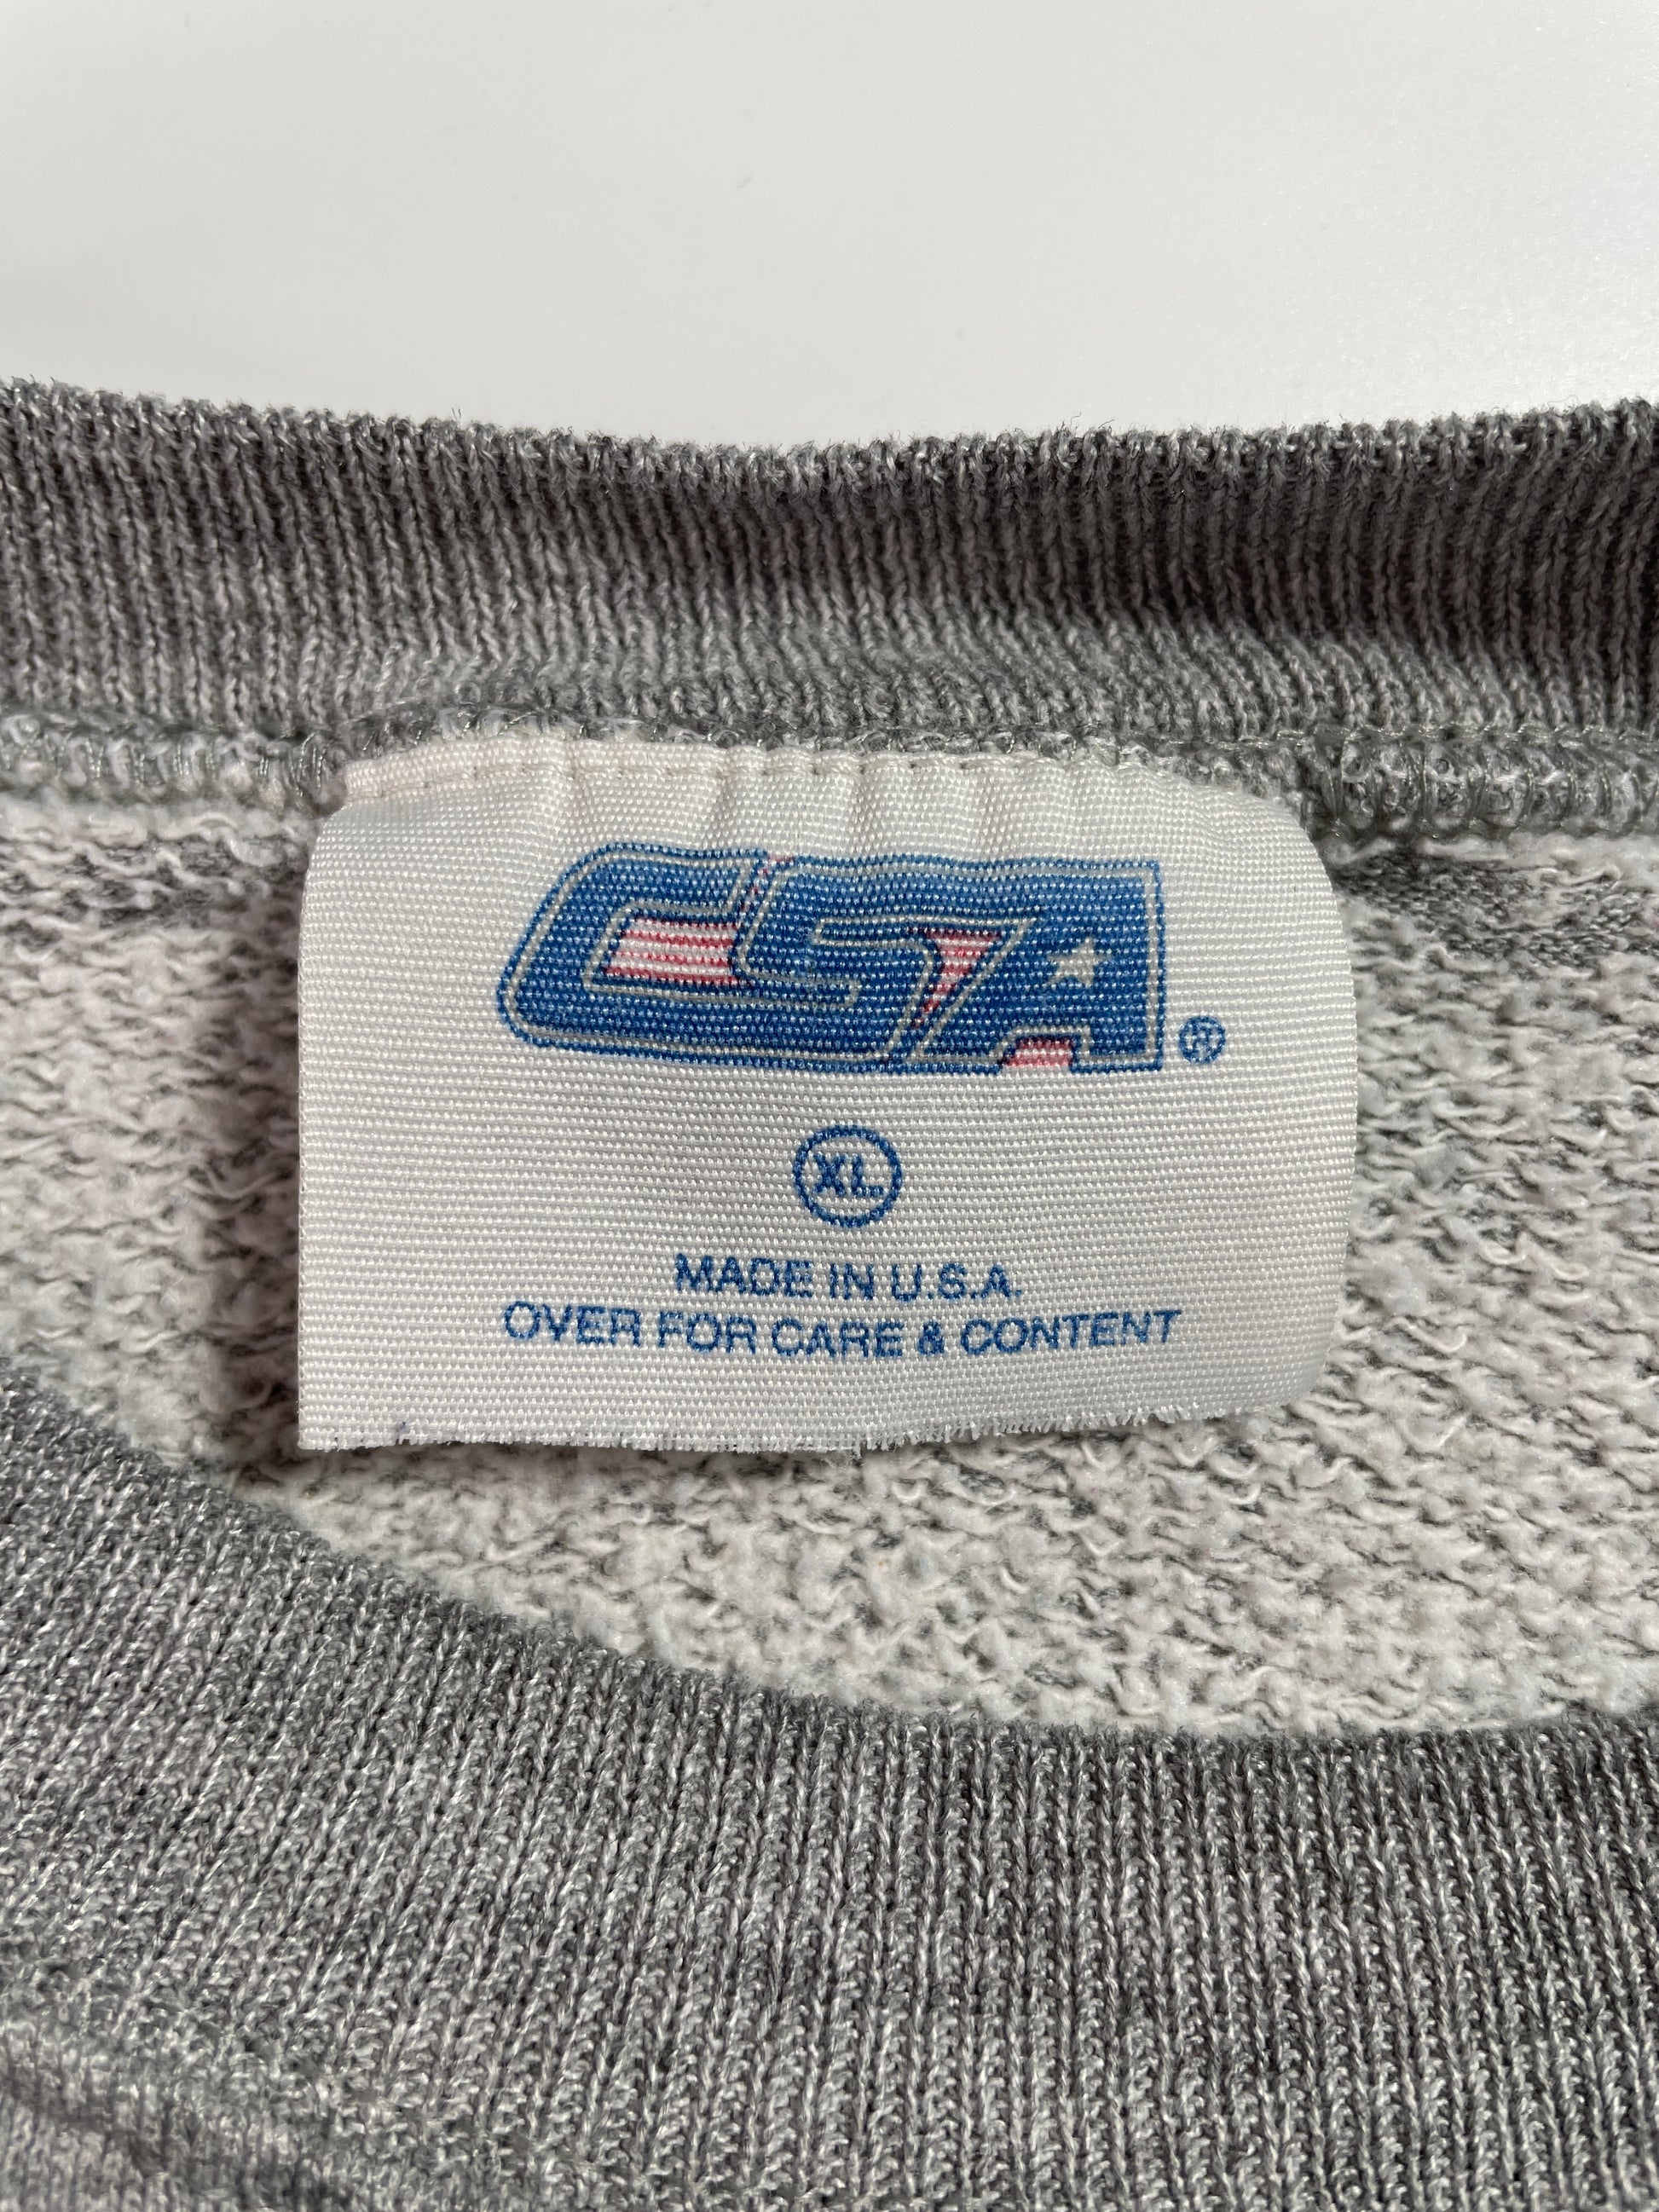 CSA®
XL
MADE IN U.S.A.
OVER FOR CARE & CONTENT